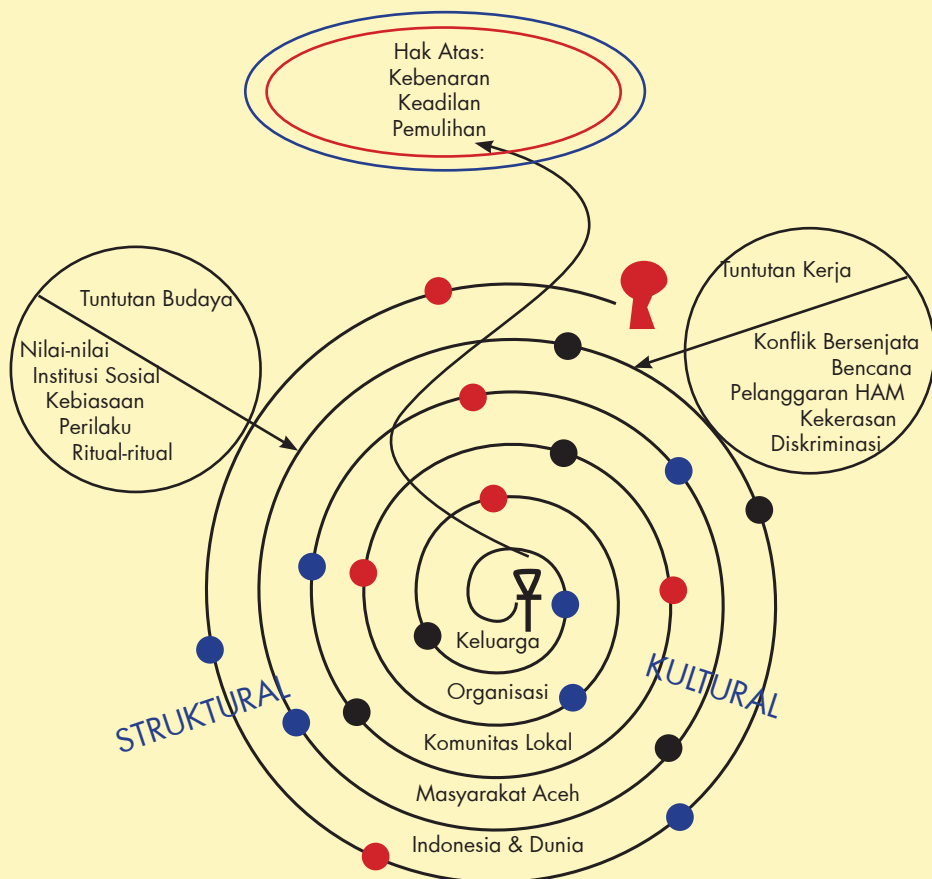 Hak Atas:
Kebenaran
Keadilan
Pemulihan
Tuntutan Budaya
Nilai-nilai
Institusi Sosial
Kebiasaan
Perilaku
Ritual-ritual
Tuntutan Kerja
Konflik Bersenjata
Bencana
Pelanggaran HAM
Kekerasan
Diskriminasi
Keluarga
Organisasi
Komunitas Lokal
Masyarakat Aceh
Indonesia & Dunia
STRUKTURAL
KULTURAL